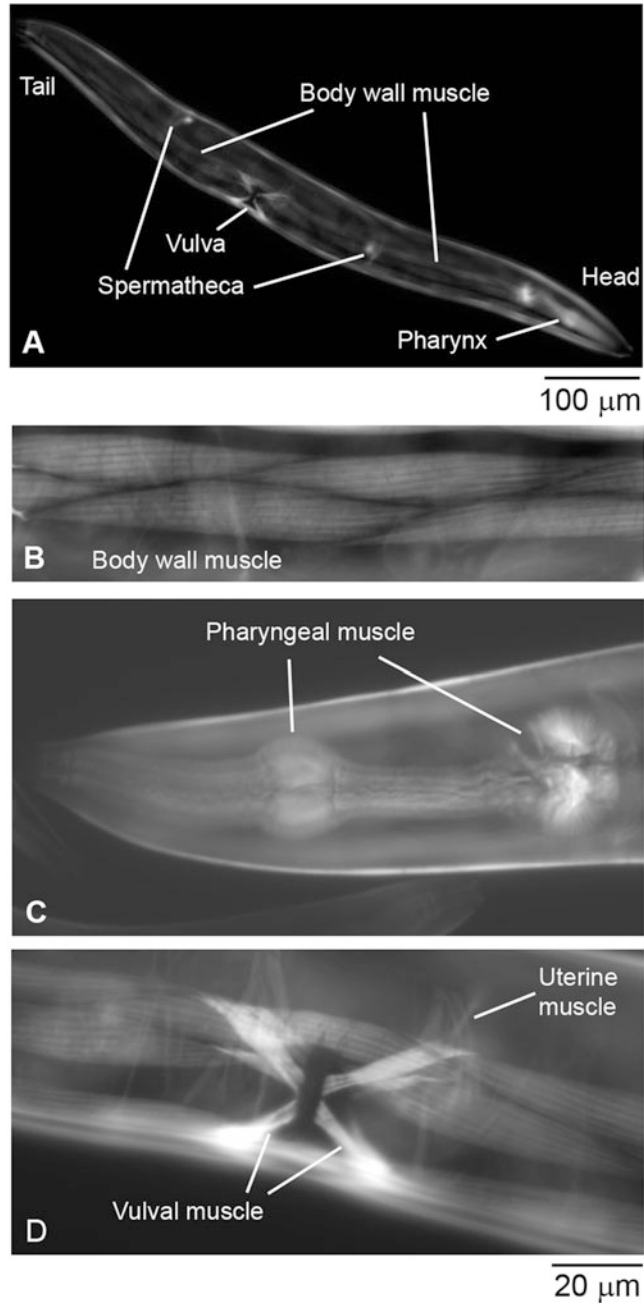 Tail
Body wall muscle
Vulva
Spermatheca
Head
Pharynx
A
100 μm
B
Body wall muscle
Pharyngeal muscle
C
Uterine
muscle
Vulval muscle
D
20 μm